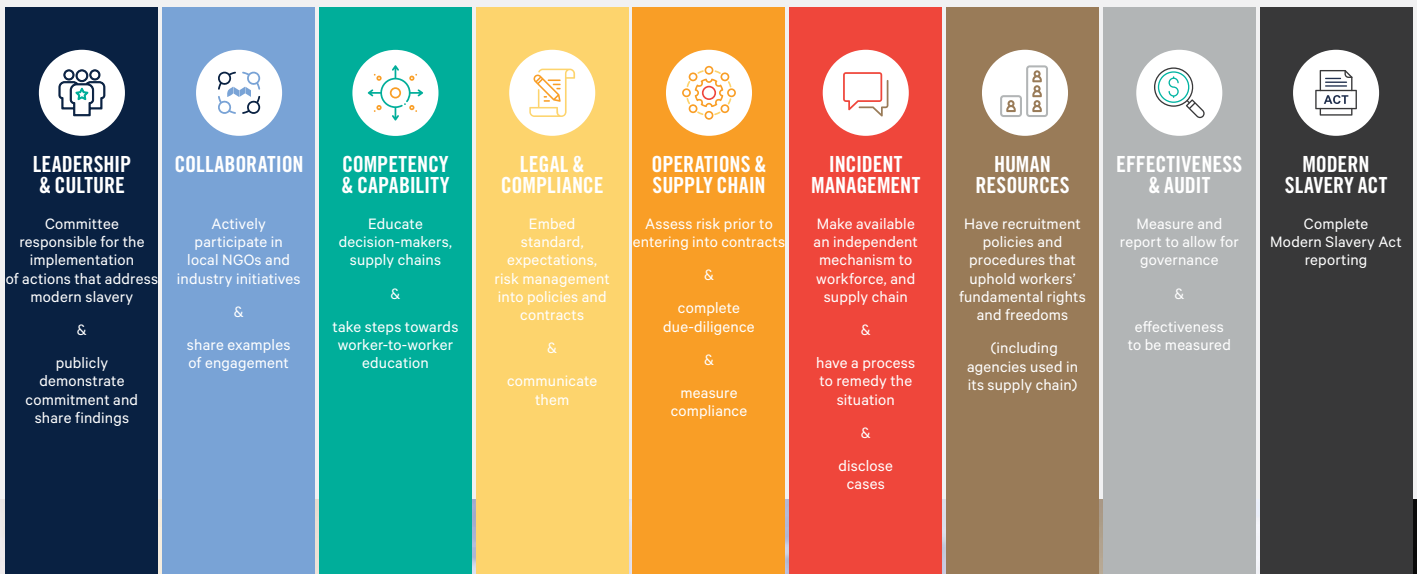 ACT
LEADERSHIP
& CULTURE
Committee
responsible for the
implementation
of actions that address
modern slavery
&
publicly
demonstrate
commitment and
share findings
COLLABORATION
Actively
participate in
local NGOs and
industry initiatives
&
share examples
of engagement
COMPETENCY
& CAPABILITY
Educate
decision-makers,
supply chains
&
take steps towards
worker-to-worker
education
LEGAL &
COMPLIANCE
Embed
standard,
expectations,
risk management
into policies and
contracts
&
communicate
them
OPERATIONS &
SUPPLY CHAIN
Assess risk prior to
entering into contracts
&
complete
due-diligence
&
measure
compliance
INCIDENT
MANAGEMENT
Make available
an independent
mechanism to
workforce, and
supply chain
&
have a process
to remedy the
situation
&
disclose
cases
HUMAN
RESOURCES
Have recruitment
policies and
procedures that
uphold workers’
fundamental rights
and freedoms
(including
agencies used in
its supply chain)
EFFECTIVENESS
& AUDIT
Measure and
report to allow for
governance
&
effectiveness
to be measured
MODERN
SLAVERY ACT
Complete
Modern Slavery Act
reporting